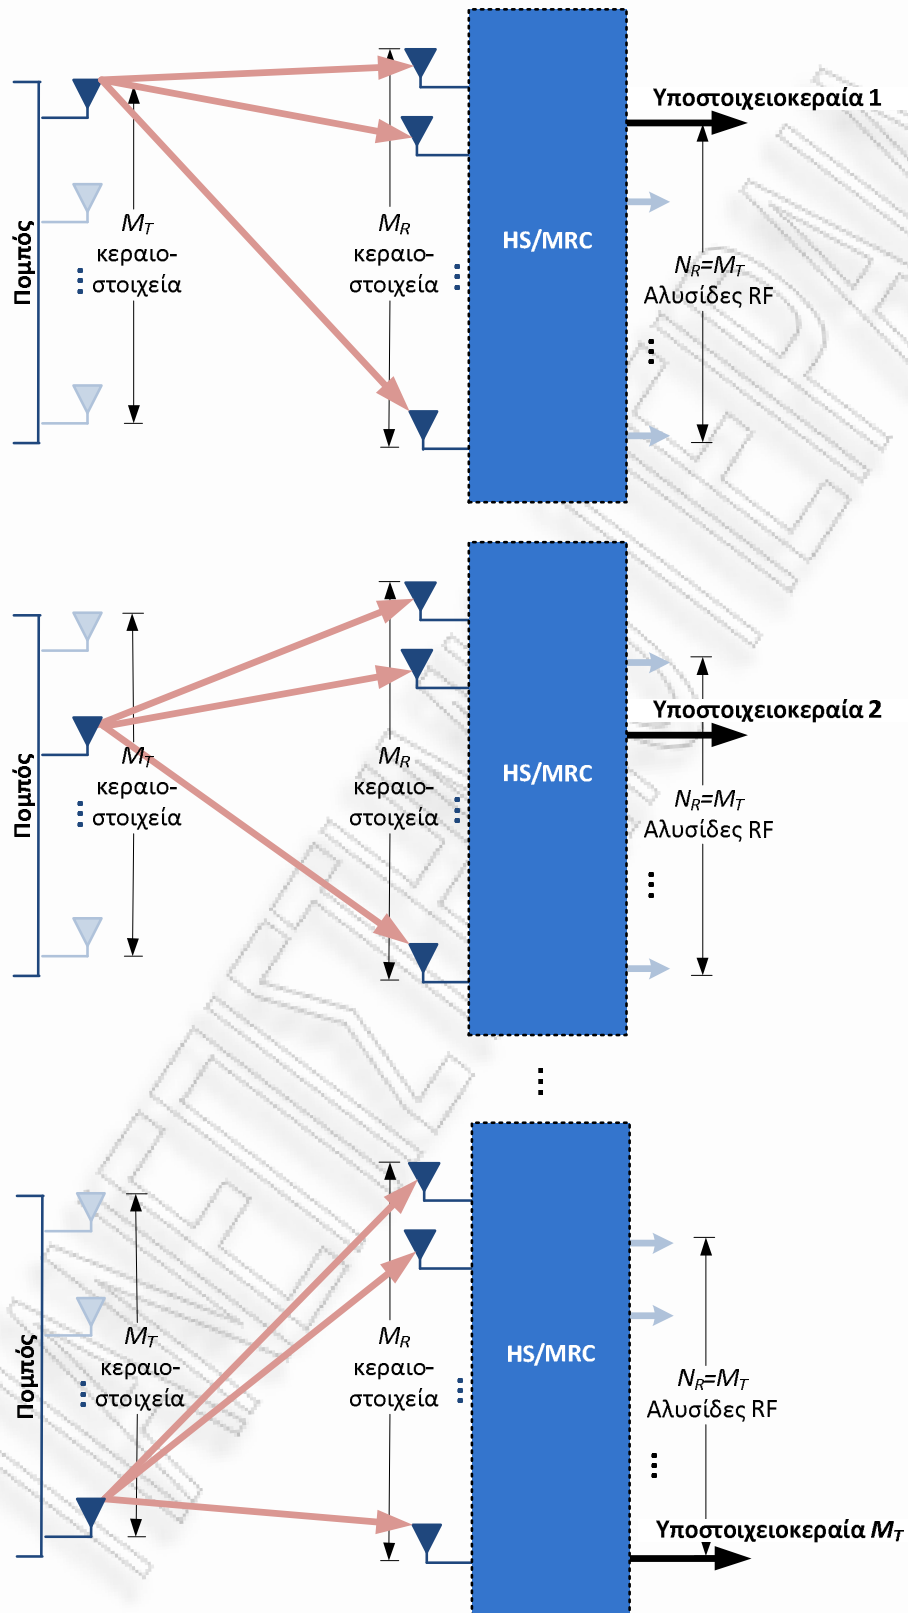 Υποστοιχειοκεραία 1
Πομπός
M_T
κεραιο-
στοιχεία
M_R
κεραιο-
στοιχεία
HS/MRC
N_R=M_T
Αλυσίδες RF
Υποστοιχειοκεραία 2
Πομπός
M_T
κεραιο-
στοιχεία
M_R
κεραιο-
στοιχεία
HS/MRC
N_R=M_T
Αλυσίδες RF
Πομπός
M_T
κεραιο-
στοιχεία
M_R
κεραιο-
στοιχεία
HS/MRC
N_R=M_T
Αλυσίδες RF
Υποστοιχειοκεραία M_T